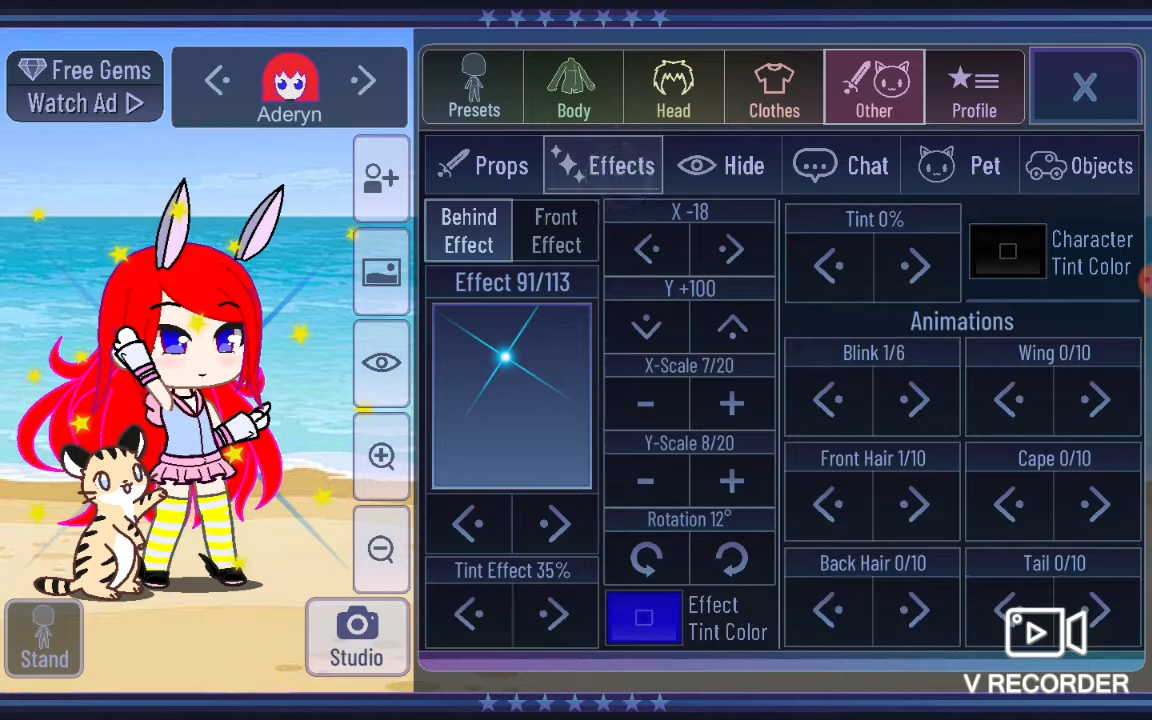 Free Gems
Watch Ad
Aderyn
Presets
Body
Head
Clothes
Other
Profile
X
Props
Effects
Hide
Chat
Pet
Objects
Behind
Effect
Front
Effect
Effect 91/113
Tint Effect 35%
X -18
Y +100
X-Scale 7/20
Y-Scale 8/20
Rotation 12°
Effect
Tint Color
Tint 0%
Character
Tint Color
Animations
Blink 1/6
Wing 0/10
Front Hair 1/10
Cape 0/10
Back Hair 0/10
Tail 0/10
Stand
Studio
V RECORDER